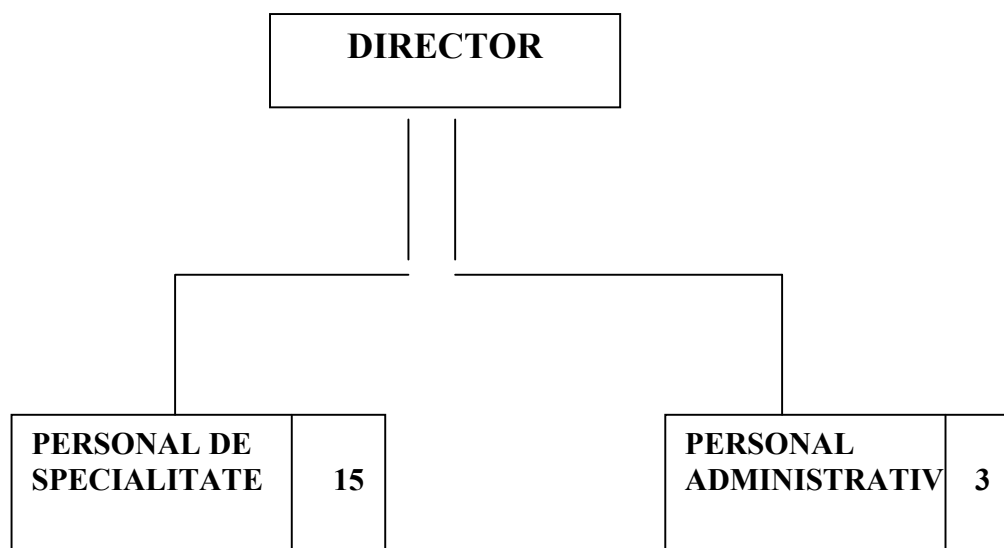 DIRECTOR
PERSONAL DE
SPECIALITATE
15
PERSONAL
ADMINISTRATIV
3